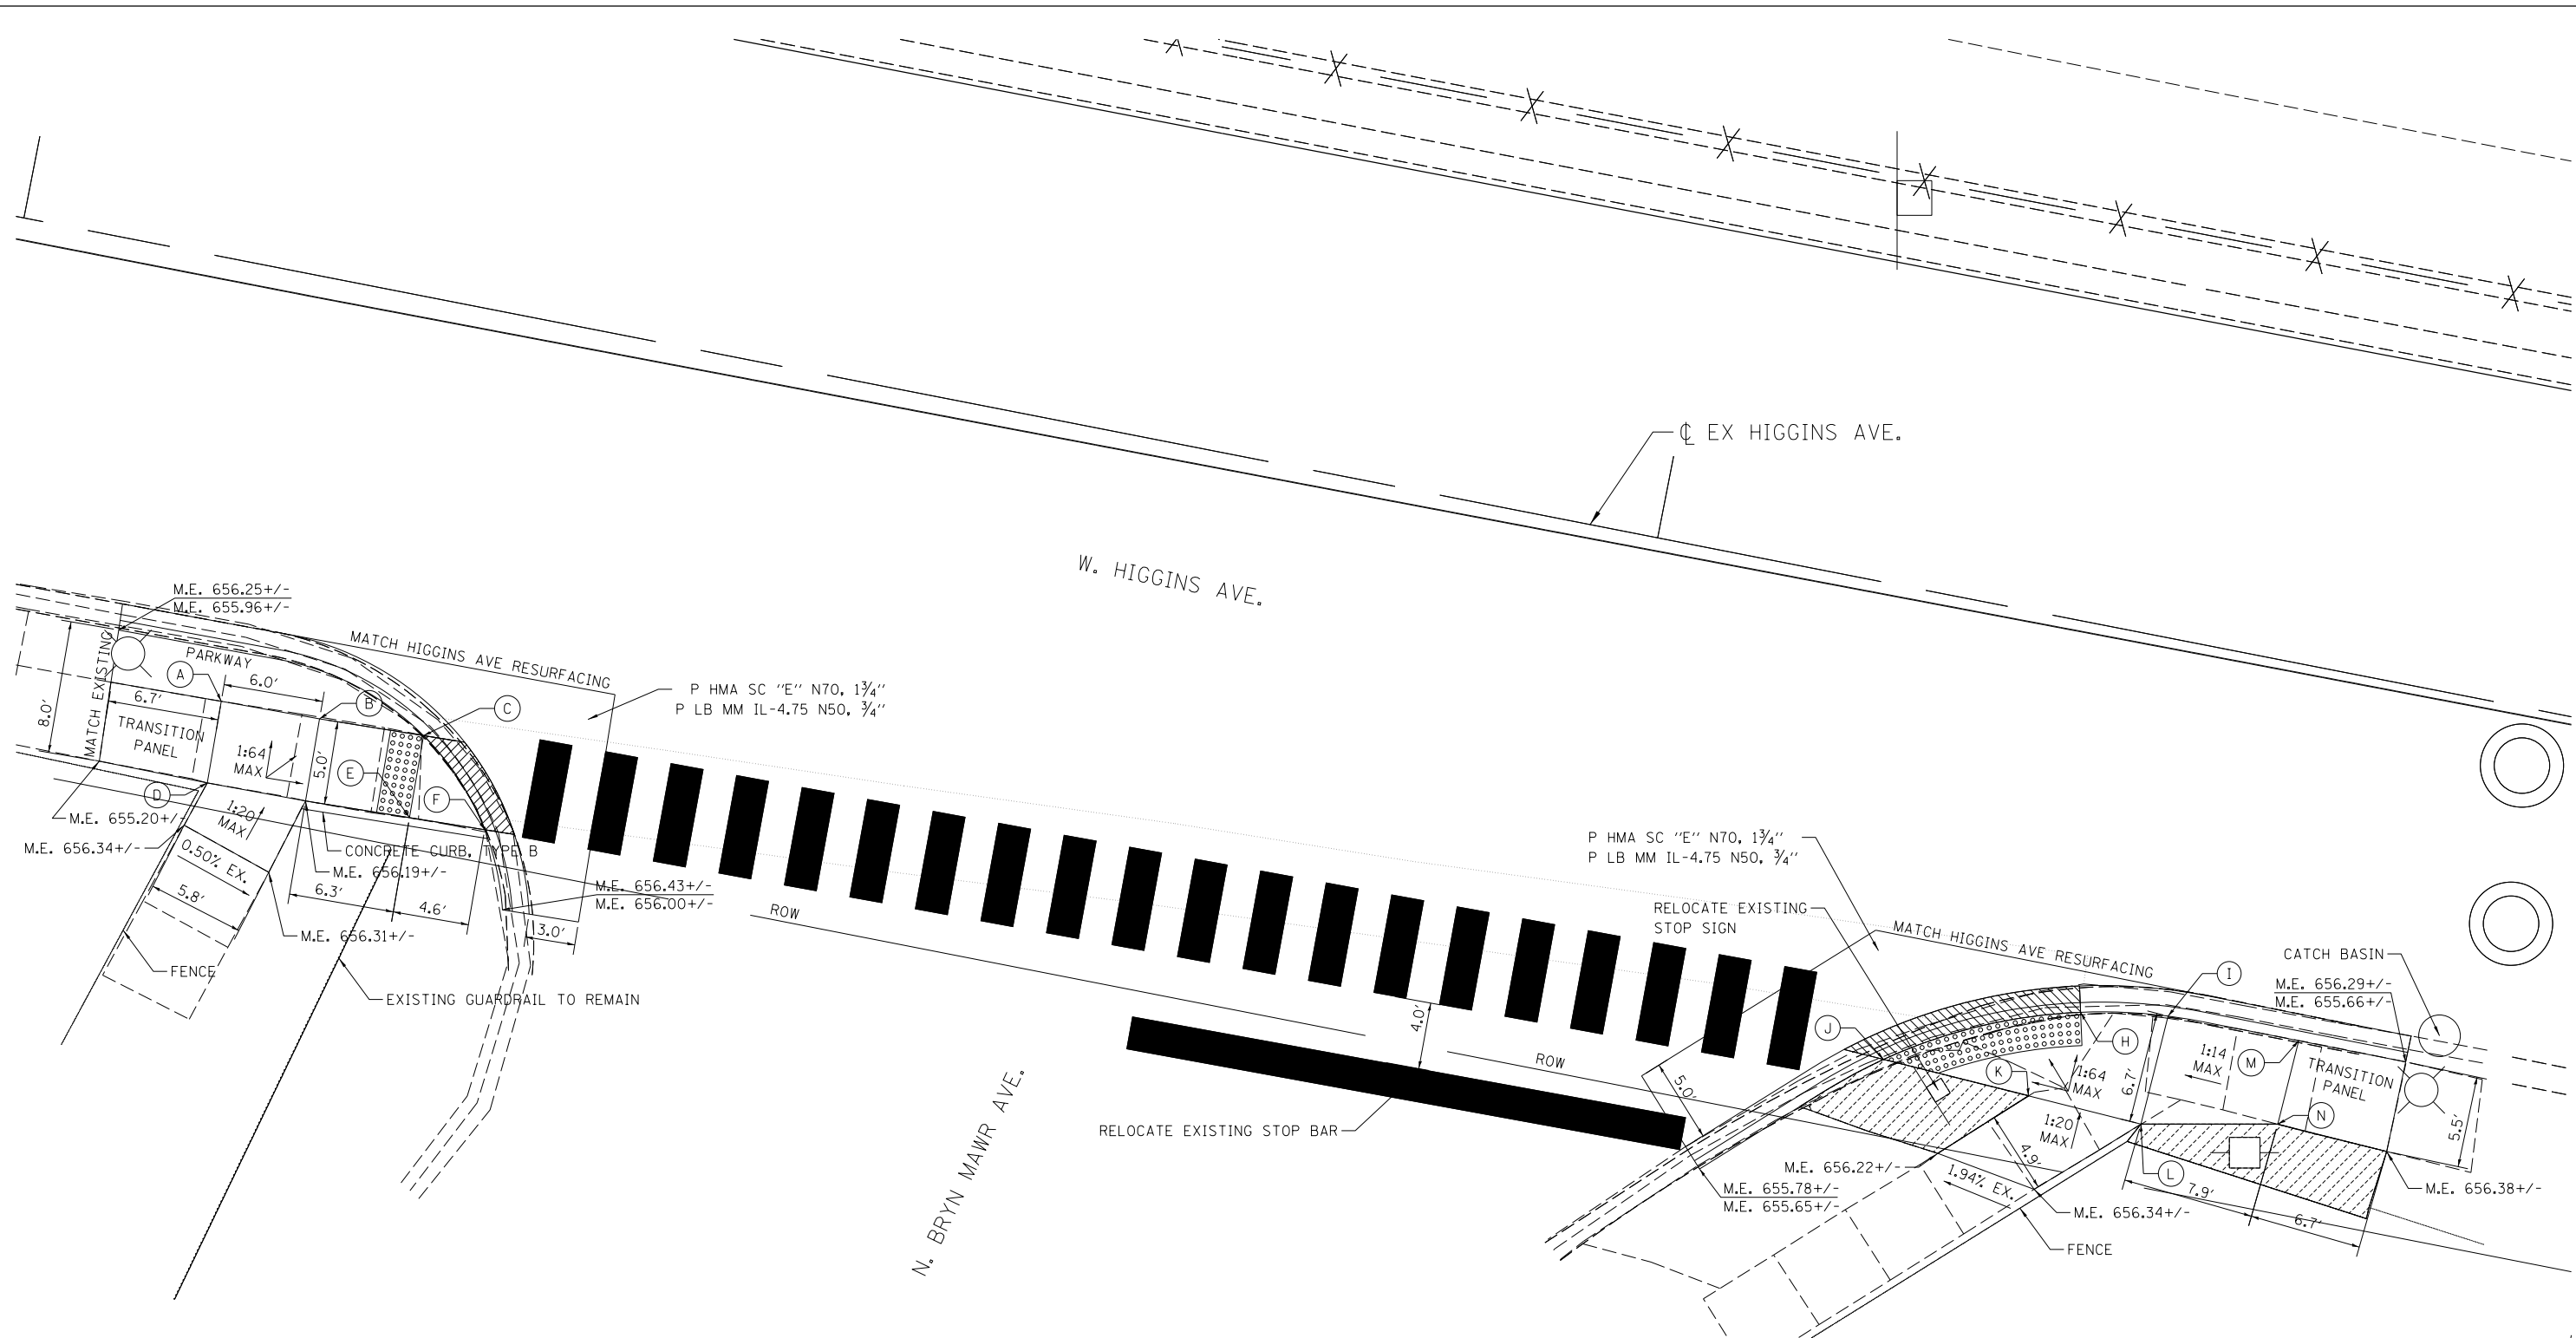 ℄ EX HIGGINS AVE.
W. HIGGINS AVE.
M.E. 656.25+/-
M.E. 655.96+/-
MATCH EXISTING
PARKWAY
MATCH HIGGINS AVE RESURFACING
P HMA SC "E" N70, 1¾"
P LB MM IL-4.75 N50, ¾"
A
6.0'
B
C
8.0'
6.7'
TRANSITION
PANEL
1:64
MAX
5.0'
E
F
D
1:20
MAX
M.E. 655.20+/-
M.E. 656.34+/-
0.50% EX.
5.8'
CONCRETE CURB, TYPE B
M.E. 656.19+/-
6.3'
4.6'
M.E. 656.43+/-
M.E. 656.00+/-
3.0'
M.E. 656.31+/-
FENCE
EXISTING GUARDRAIL TO REMAIN
ROW
N. BRYN MAWR AVE.
4.0'
RELOCATE EXISTING STOP BAR
ROW
P HMA SC "E" N70, 1¾"
P LB MM IL-4.75 N50, ¾"
RELOCATE EXISTING
STOP SIGN
MATCH HIGGINS AVE RESURFACING
CATCH BASIN
M.E. 656.29+/-
M.E. 655.66+/-
I
J
H
5.0'
K
1:64
MAX
6.7'
1:14
MAX
M
TRANSITION
PANEL
N
5.5'
1:20
MAX
4.9'
M.E. 656.22+/-
M.E. 655.78+/-
M.E. 655.65+/-
1.94% EX.
L
7.9'
6.7'
M.E. 656.38+/-
M.E. 656.34+/-
FENCE